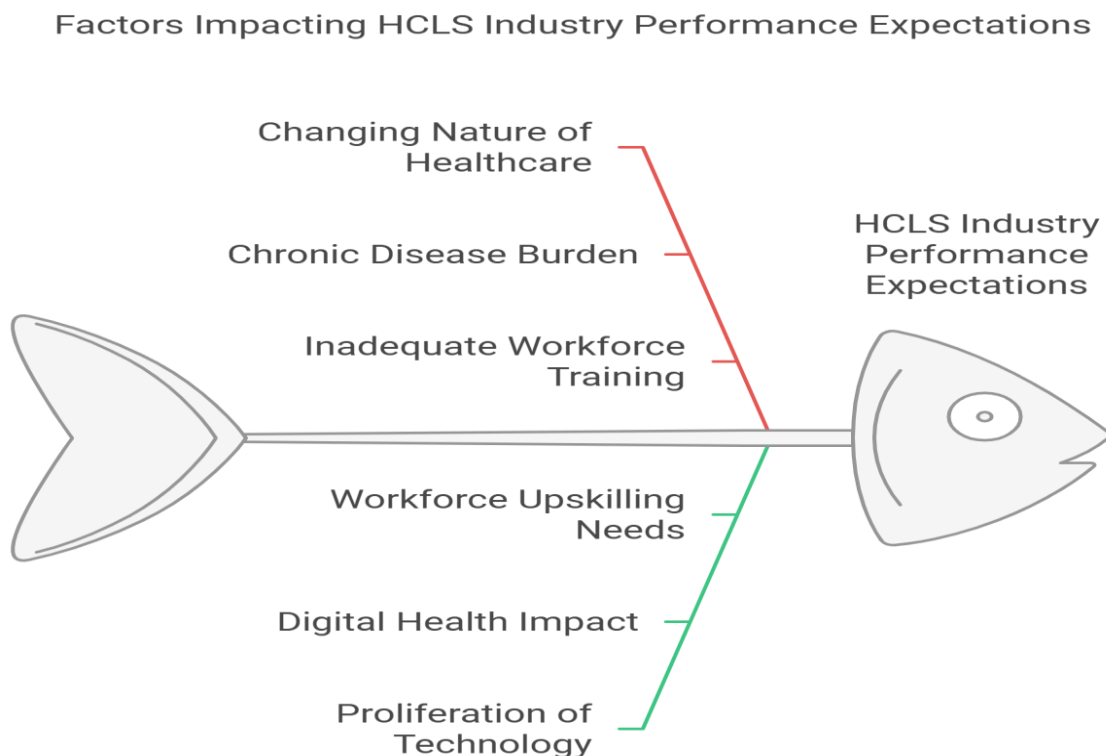 Factors Impacting HCLS Industry Performance Expectations
Changing Nature of
Healthcare
Chronic Disease Burden
Inadequate Workforce
Training
HCLS Industry
Performance
Expectations
Workforce Upskilling
Needs
Digital Health Impact
Proliferation of
Technology